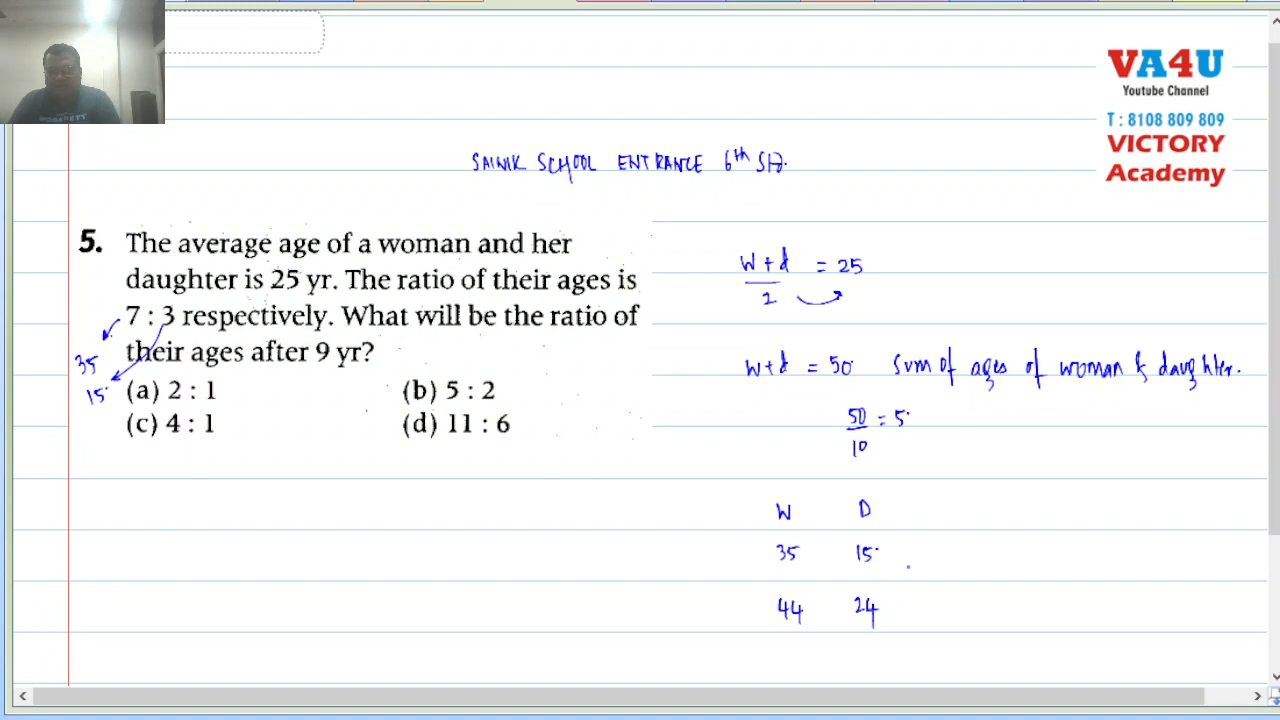 VA4U
Youtube Channel
T : 8108 809 809
VICTORY
Academy
SAINIK SCHOOL ENTRANCE 6th STD.
5. The average age of a woman and her
daughter is 25 yr. The ratio of their ages is
7 : 3 respectively. What will be the ratio of
their ages after 9 yr?
35
15
(a) 2 : 1 (b) 5 : 2
(c) 4 : 1 (d) 11 : 6
W + d = 25
2
W + d = 50 Sum of ages of woman & daughter.
50 = 5
10
W D
35 15
44 24